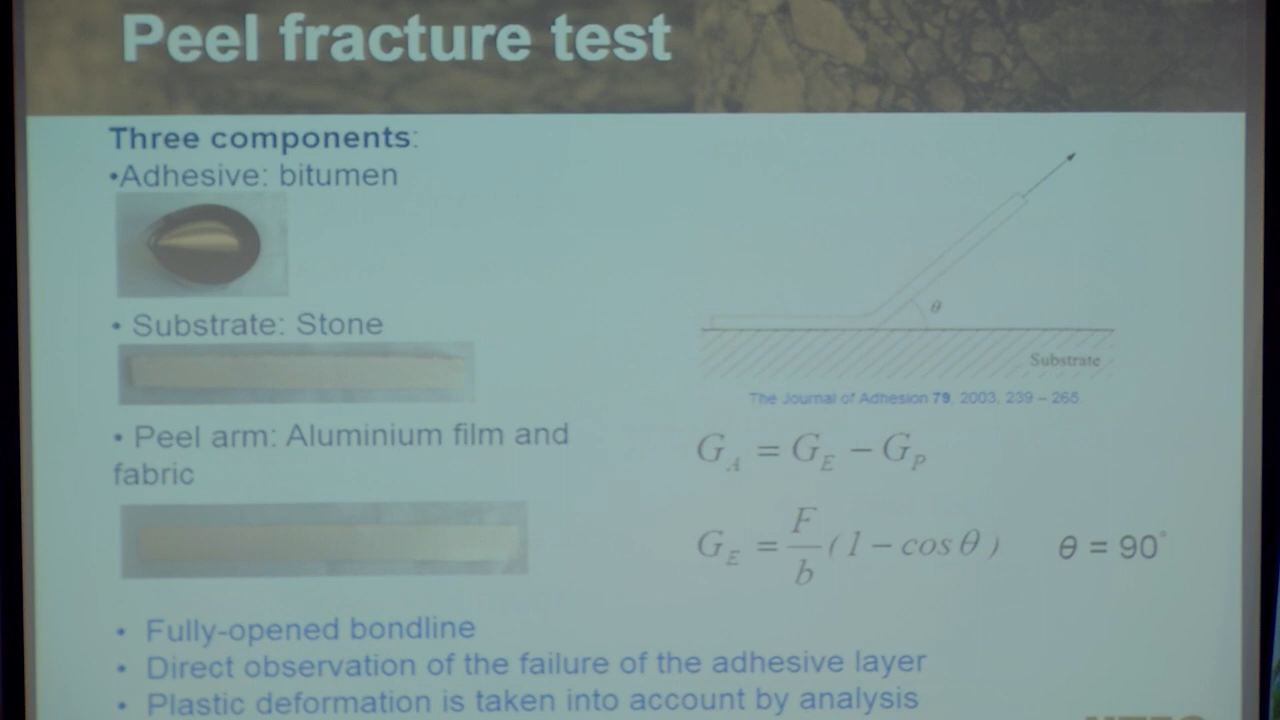 Peel fracture test
Three components:
•Adhesive: bitumen
• Substrate: Stone
• Peel arm: Aluminium film and
fabric
θ
Substrate
The Journal of Adhesion 79, 2003, 239 – 265
G_A = G_E − G_P
G_E = F/b (1 − cos θ) θ = 90°
• Fully-opened bondline
• Direct observation of the failure of the adhesive layer
• Plastic deformation is taken into account by analysis